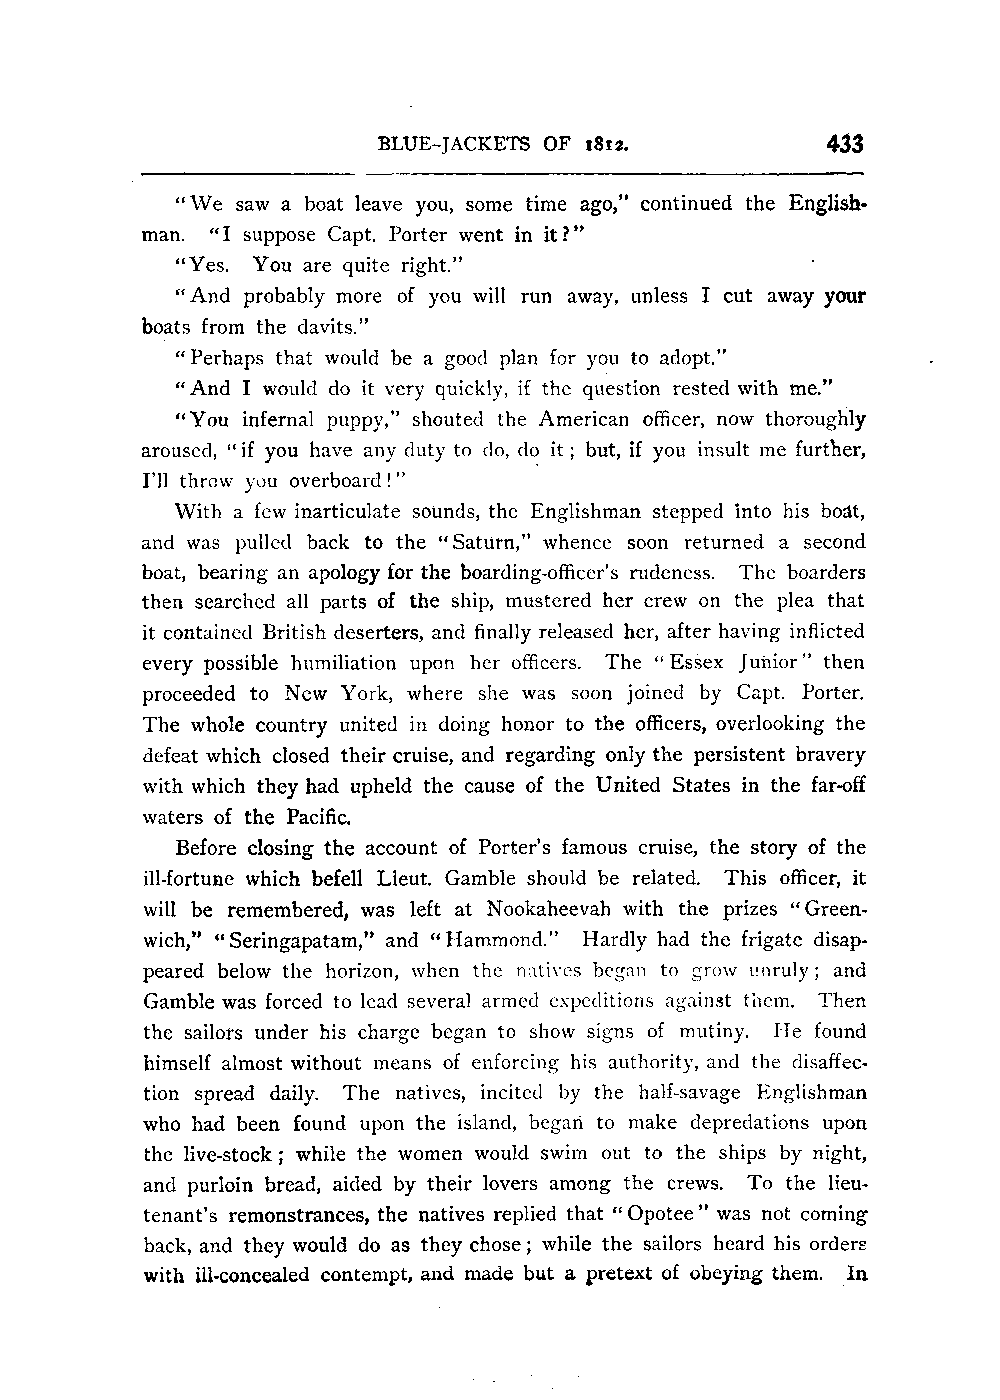 BLUE-JACKETS OF 1812. 433
"We saw a boat leave you, some time ago," continued the English-
man. "I suppose Capt. Porter went in it?"
"Yes. You are quite right."
"And probably more of you will run away, unless I cut away your
boats from the davits."
"Perhaps that would be a good plan for you to adopt."
"And I would do it very quickly, if the question rested with me."
"You infernal puppy," shouted the American officer, now thoroughly
aroused, "if you have any duty to do, do it; but, if you insult me further,
I'll throw you overboard!"
With a few inarticulate sounds, the Englishman stepped into his boat,
and was pulled back to the "Saturn," whence soon returned a second
boat, bearing an apology for the boarding-officer's rudeness. The boarders
then searched all parts of the ship, mustered her crew on the plea that
it contained British deserters, and finally released her, after having inflicted
every possible humiliation upon her officers. The "Essex Junior" then
proceeded to New York, where she was soon joined by Capt. Porter.
The whole country united in doing honor to the officers, overlooking the
defeat which closed their cruise, and regarding only the persistent bravery
with which they had upheld the cause of the United States in the far-off
waters of the Pacific.
Before closing the account of Porter's famous cruise, the story of the
ill-fortune which befell Lieut. Gamble should be related. This officer, it
will be remembered, was left at Nookaheevah with the prizes "Green-
wich," "Seringapatam," and "Hammond." Hardly had the frigate disap-
peared below the horizon, when the natives began to grow unruly; and
Gamble was forced to lead several armed expeditions against them. Then
the sailors under his charge began to show signs of mutiny. He found
himself almost without means of enforcing his authority, and the disaffec-
tion spread daily. The natives, incited by the half-savage Englishman
who had been found upon the island, began to make depredations upon
the live-stock; while the women would swim out to the ships by night,
and purloin bread, aided by their lovers among the crews. To the lieu-
tenant's remonstrances, the natives replied that "Opotee" was not coming
back, and they would do as they chose; while the sailors heard his orders
with ill-concealed contempt, and made but a pretext of obeying them. In